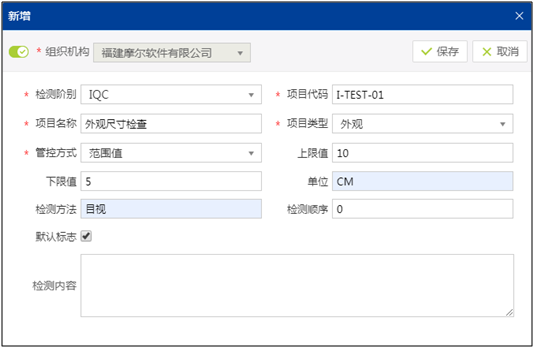 新增
* 组织机构 福建摩尔软件有限公司 保存 取消
* 检测阶别 IQC * 项目代码 I-TEST-01
* 项目名称 外观尺寸检查 * 项目类型 外观
* 管控方式 范围值 上限值 10
下限值 5 单位 CM
检测方法 目视 检测顺序 0
默认标志
检测内容